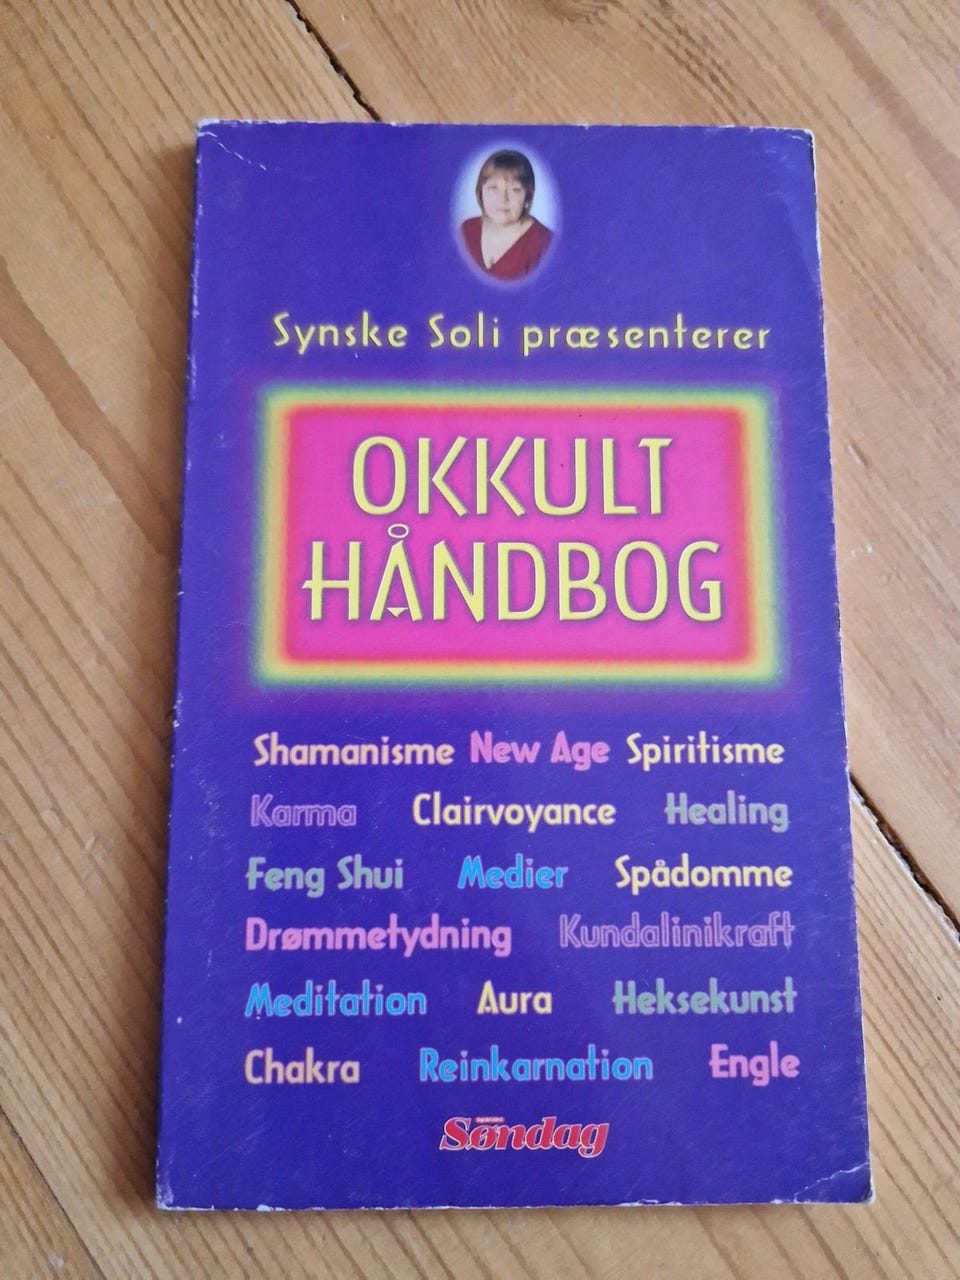 Synske Soli præsenterer
OKKULT
HÅNDBOG
Shamanisme New Age Spiritisme
Karma Clairvoyance Healing
Feng Shui Medier Spådomme
Drømmetydning Kundalinikraft
Meditation Aura Heksekunst
Chakra Reinkarnation Engle
Ugebladet
Søndag